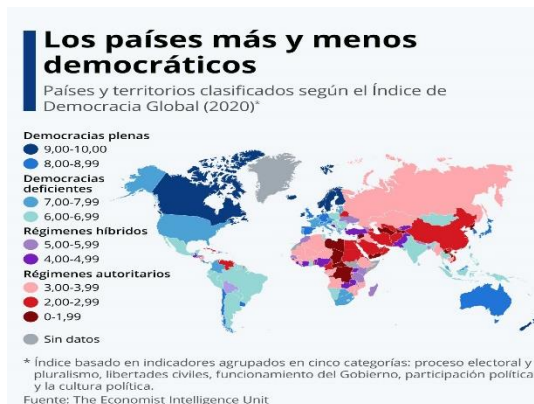 Los países más y menos
democráticos
Países y territorios clasificados según el Índice de
Democracia Global (2020)*
Democracias plenas
9,00-10,00
8,00-8,99
Democracias
deficientes
7,00-7,99
6,00-6,99
Regímenes híbridos
5,00-5,99
4,00-4,99
Régimenes autoritarios
3,00-3,99
2,00-2,99
0-1,99
Sin datos
* Índice basado en indicadores agrupados en cinco categorías: proceso electoral y
pluralismo, libertades civiles, funcionamiento del Gobierno, participación política
y la cultura política.
Fuente: The Economist Intelligence Unit